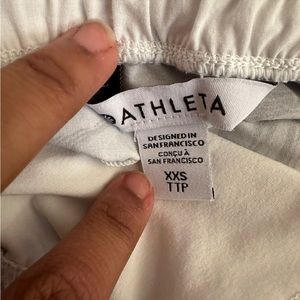 ATHLETA
DESIGNED IN
SAN FRANCISCO
CONÇU À
SAN FRANCISCO
XXS
TTP